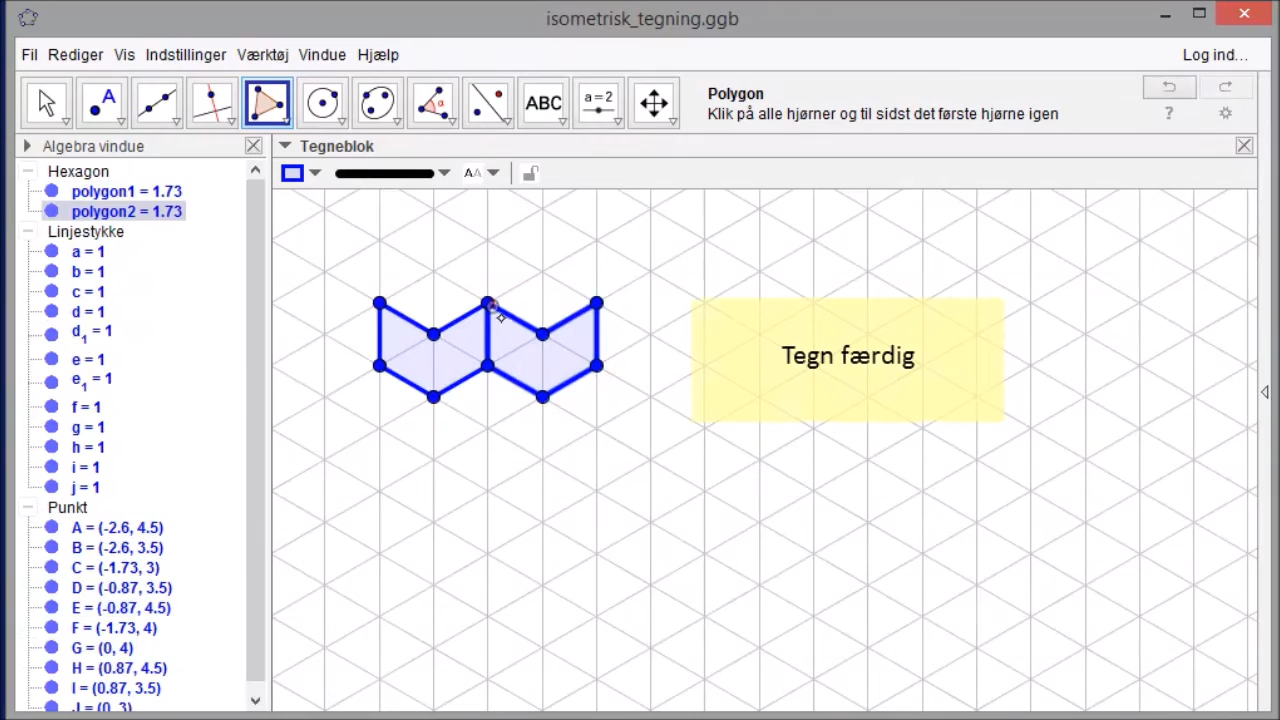 isometrisk_tegning.ggb
Fil Rediger Vis Indstillinger Værktøj Vindue Hjælp Log ind...
A α ABC a=2
Polygon
Klik på alle hjørner og til sidst det første hjørne igen
?
Algebra vindue
Tegneblok
AA
Hexagon
polygon1 = 1.73
polygon2 = 1.73
Linjestykke
a = 1
b = 1
c = 1
d = 1
d1 = 1
e = 1
e1 = 1
f = 1
g = 1
h = 1
i = 1
j = 1
Punkt
A = (-2.6, 4.5)
B = (-2.6, 3.5)
C = (-1.73, 3)
D = (-0.87, 3.5)
E = (-0.87, 4.5)
F = (-1.73, 4)
G = (0, 4)
H = (0.87, 4.5)
I = (0.87, 3.5)
J = (0, 3)
Tegn færdig